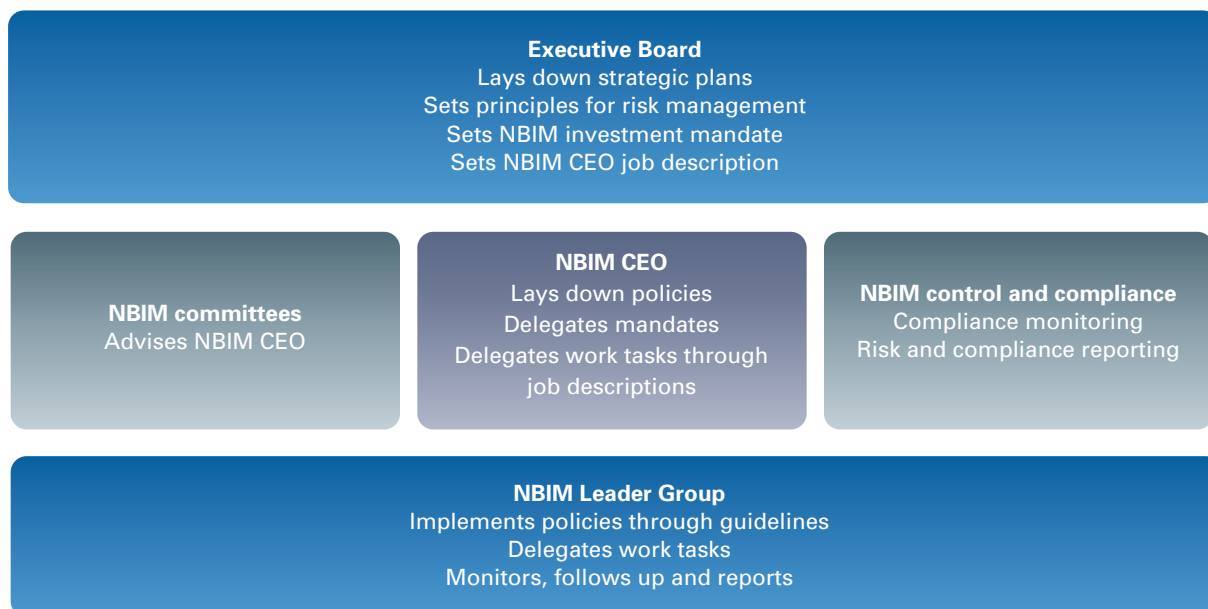 Executive Board
Lays down strategic plans
Sets principles for risk management
Sets NBIM investment mandate
Sets NBIM CEO job description
NBIM committees
Advises NBIM CEO
NBIM CEO
Lays down policies
Delegates mandates
Delegates work tasks through
job descriptions
NBIM control and compliance
Compliance monitoring
Risk and compliance reporting
NBIM Leader Group
Implements policies through guidelines
Delegates work tasks
Monitors, follows up and reports